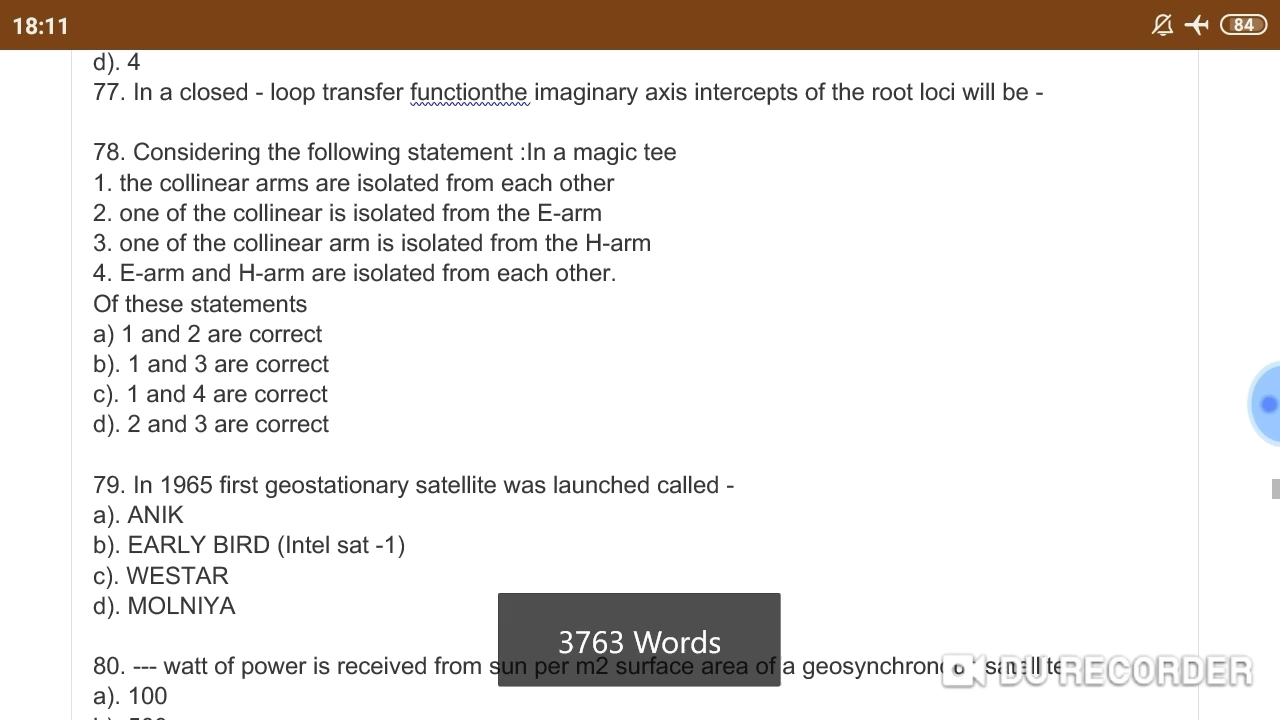 18:11
84
d). 4
77. In a closed - loop transfer functionthe imaginary axis intercepts of the root loci will be -
78. Considering the following statement :In a magic tee
1. the collinear arms are isolated from each other
2. one of the collinear is isolated from the E-arm
3. one of the collinear arm is isolated from the H-arm
4. E-arm and H-arm are isolated from each other.
Of these statements
a) 1 and 2 are correct
b). 1 and 3 are correct
c). 1 and 4 are correct
d). 2 and 3 are correct
79. In 1965 first geostationary satellite was launched called -
a). ANIK
b). EARLY BIRD (Intel sat -1)
c). WESTAR
d). MOLNIYA
3763 Words
80. --- watt of power is received from sun per m2 surface area of a geosynchronous satellite
DU RECORDER
a). 100